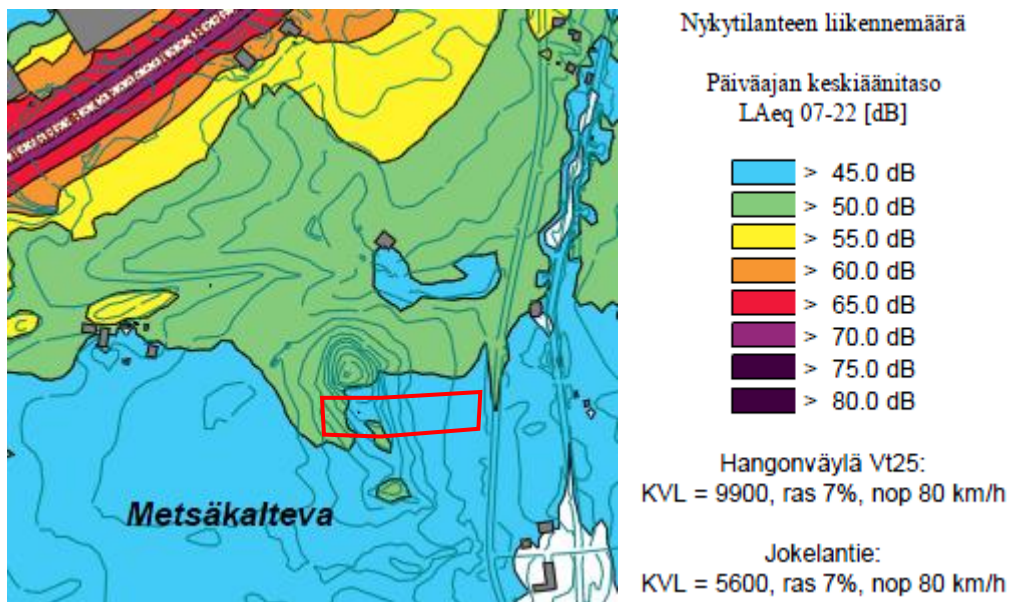 Metsäkalteva
Nykytilanteen liikennemäärä
Päiväajan keskiäänitaso
LAeq 07-22 [dB]
> 45.0 dB
> 50.0 dB
> 55.0 dB
> 60.0 dB
> 65.0 dB
> 70.0 dB
> 75.0 dB
> 80.0 dB
Hangonväylä Vt25:
KVL = 9900, ras 7%, nop 80 km/h
Jokelantie:
KVL = 5600, ras 7%, nop 80 km/h